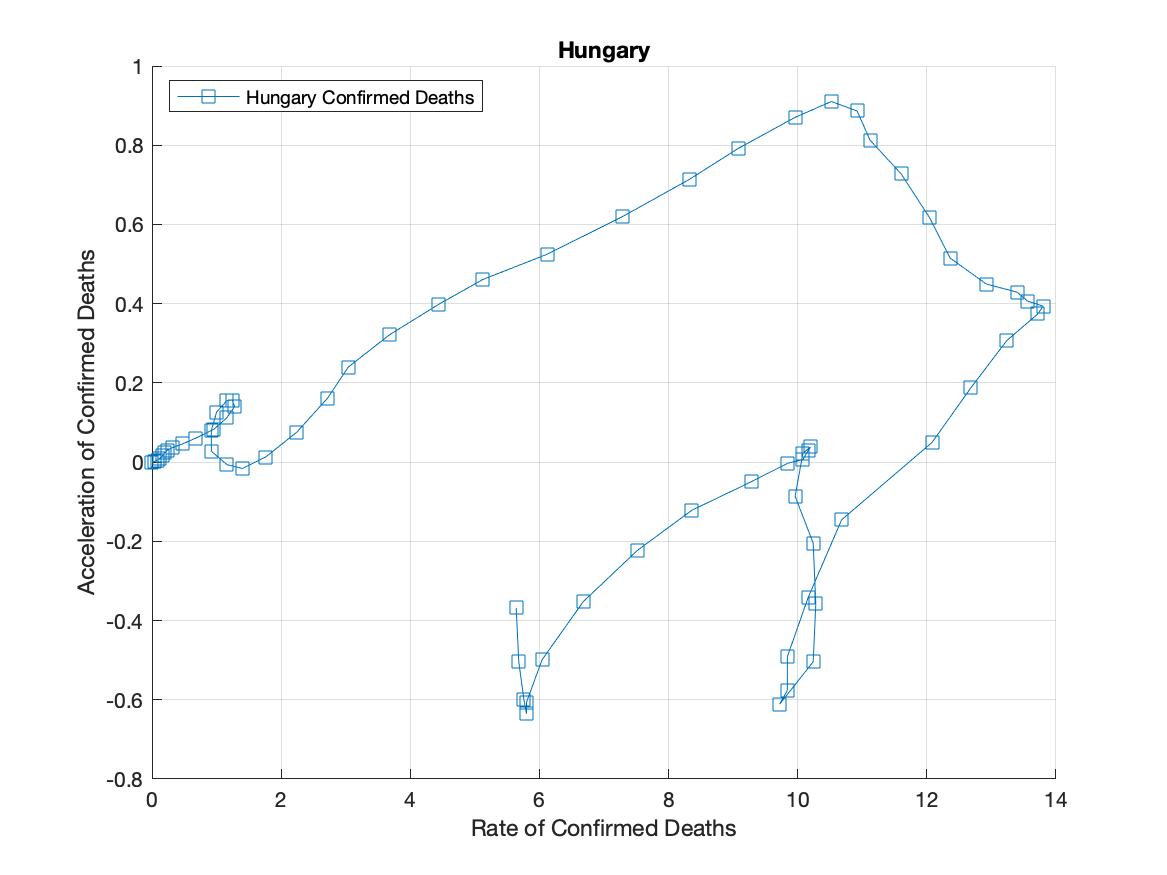 Hungary
Hungary Confirmed Deaths
1
0.8
0.6
0.4
0.2
0
-0.2
-0.4
-0.6
-0.8
Acceleration of Confirmed Deaths
0 2 4 6 8 10 12 14
Rate of Confirmed Deaths